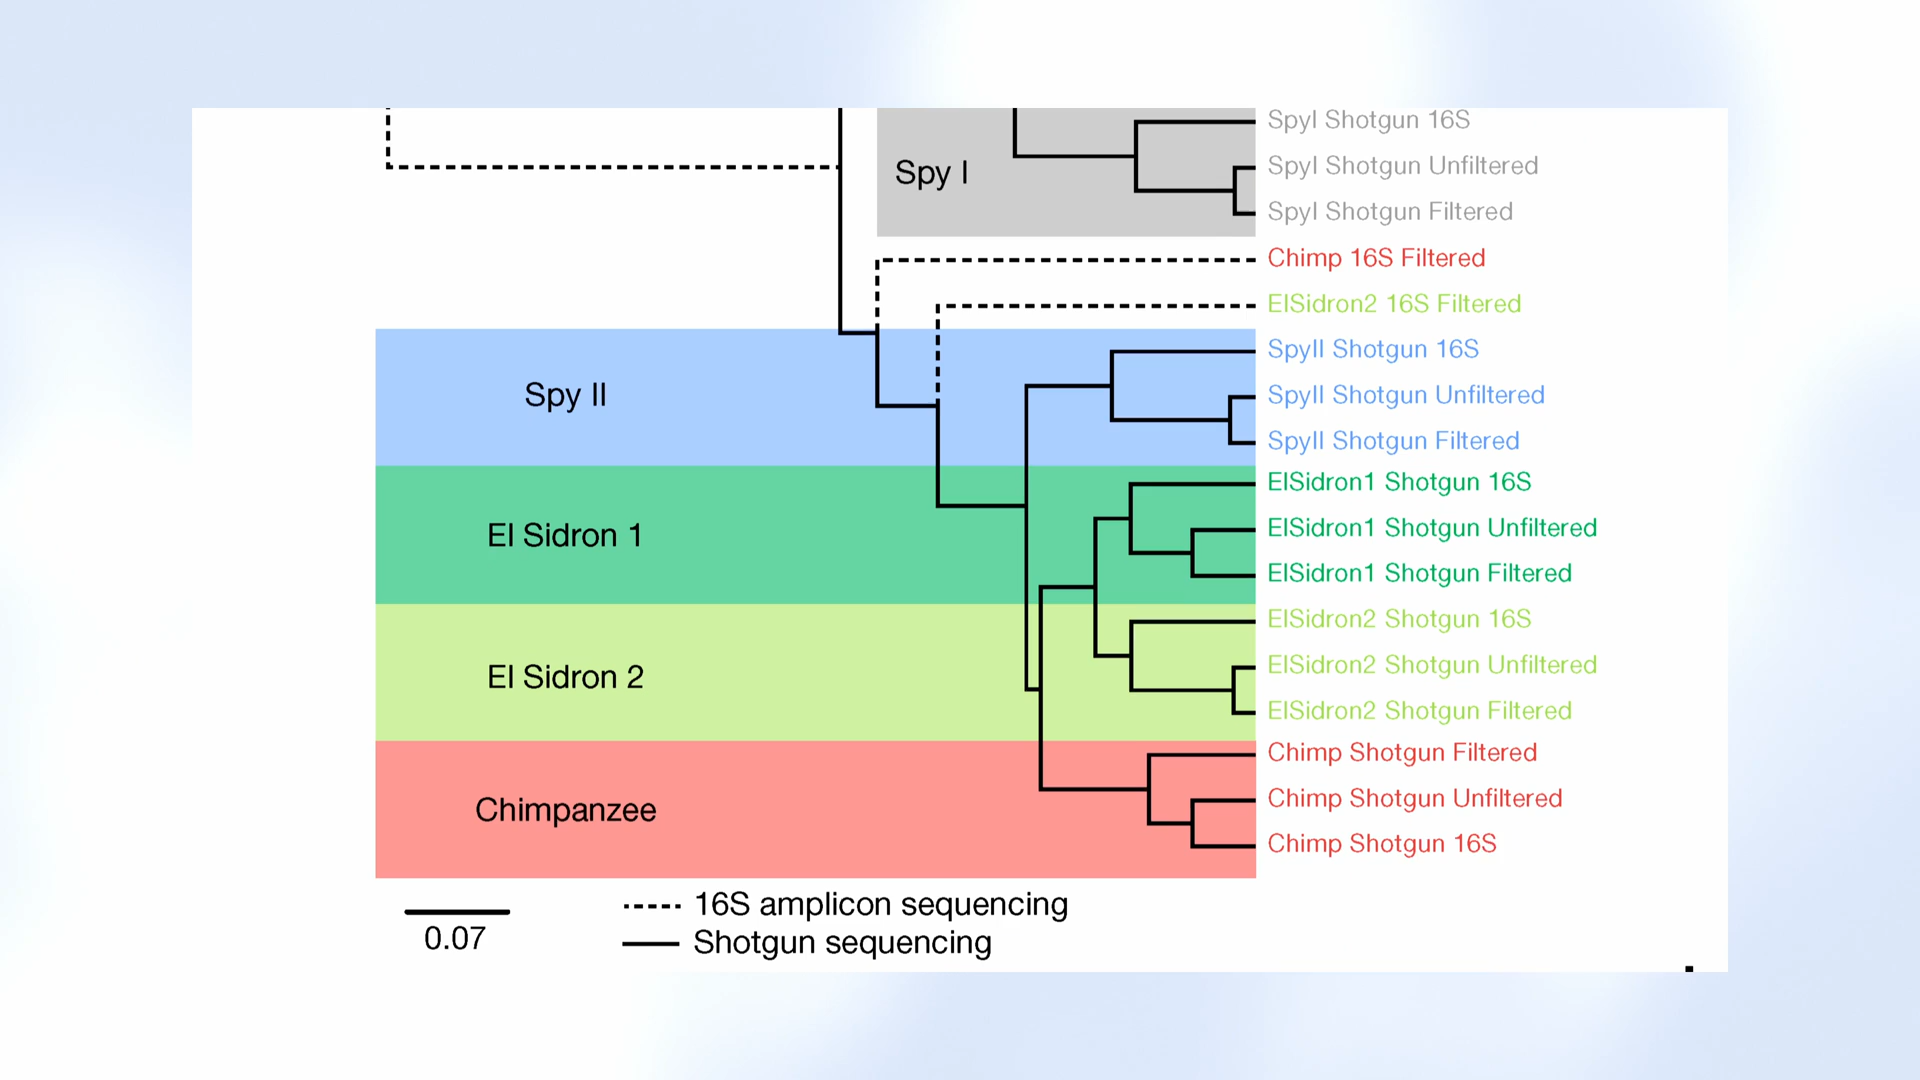 SpyI Shotgun 16S
SpyI Shotgun Unfiltered
Spy I
SpyI Shotgun Filtered
Chimp 16S Filtered
ElSidron2 16S Filtered
SpyII Shotgun 16S
Spy II
SpyII Shotgun Unfiltered
SpyII Shotgun Filtered
ElSidron1 Shotgun 16S
El Sidron 1
ElSidron1 Shotgun Unfiltered
ElSidron1 Shotgun Filtered
ElSidron2 Shotgun 16S
El Sidron 2
ElSidron2 Shotgun Unfiltered
ElSidron2 Shotgun Filtered
Chimp Shotgun Filtered
Chimpanzee
Chimp Shotgun Unfiltered
Chimp Shotgun 16S
16S amplicon sequencing
0.07
Shotgun sequencing